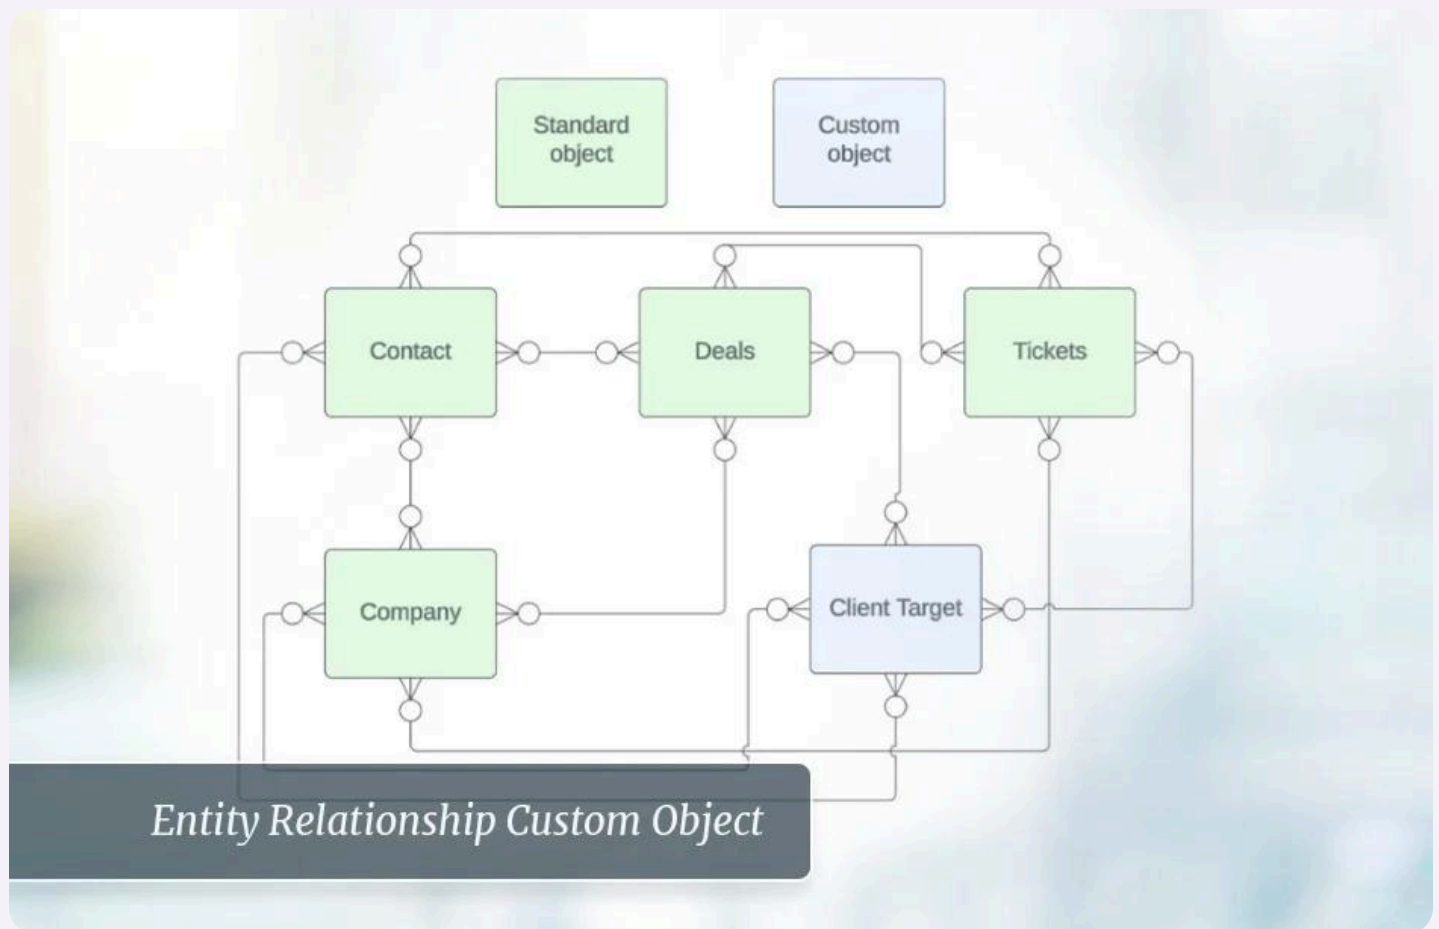 Standard
object
Custom
object
Contact
Deals
Tickets
Company
Client Target
Entity Relationship Custom Object